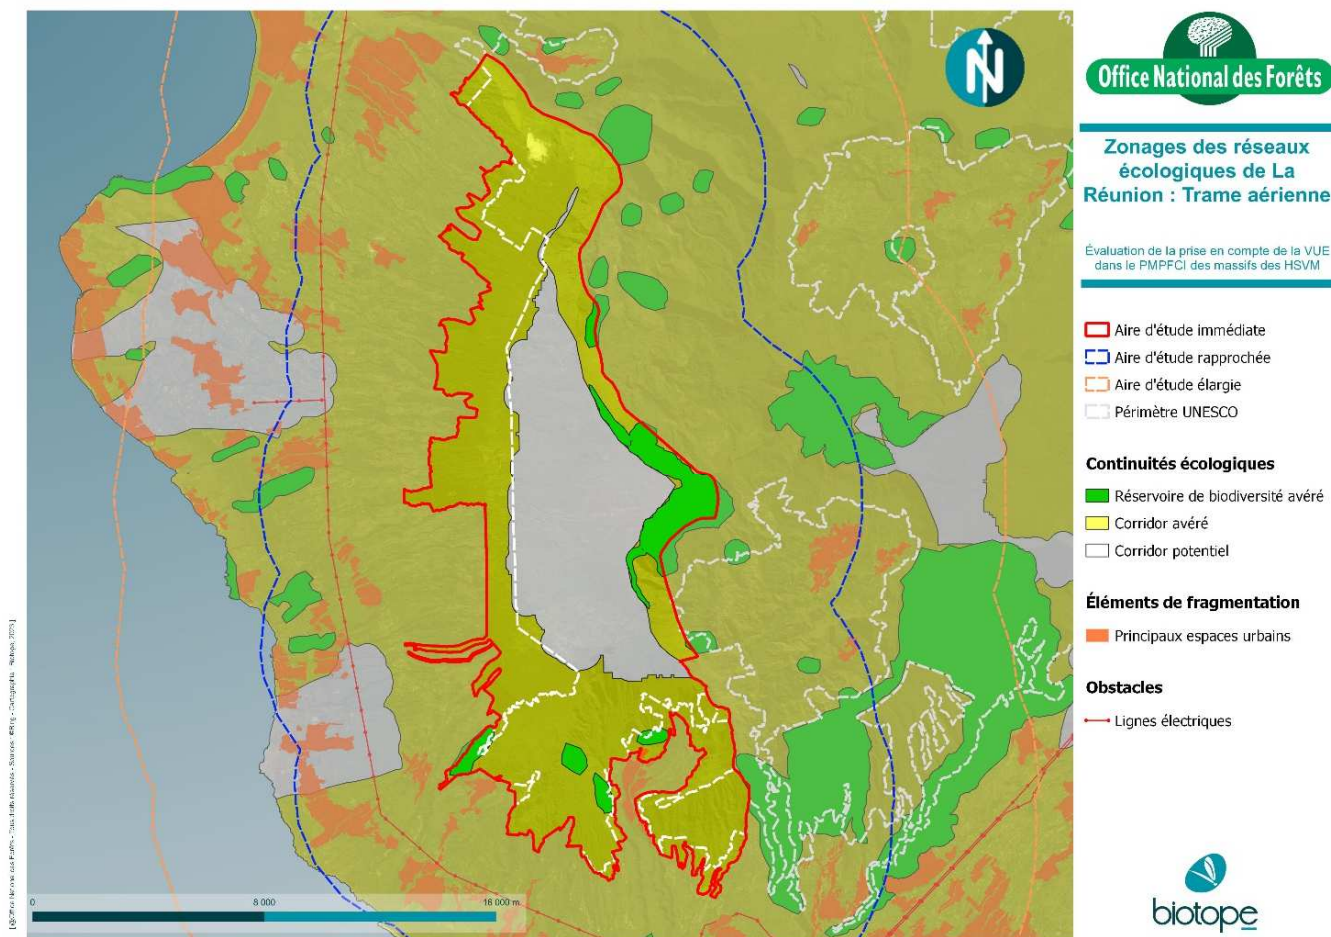 N
Office National des Forêts
Zonages des réseaux
écologiques de La
Réunion : Trame aérienne
Évaluation de la prise en compte de la VUE
dans le PMPFCI des massifs des HSVM
Aire d'étude immédiate
Aire d'étude rapprochée
Aire d'étude élargie
Périmètre UNESCO
Continuités écologiques
Réservoire de biodiversité avéré
Corridor avéré
Corridor potentiel
Éléments de fragmentation
Principaux espaces urbains
Obstacles
Lignes électriques
biotope
0
8 000
16 000 m